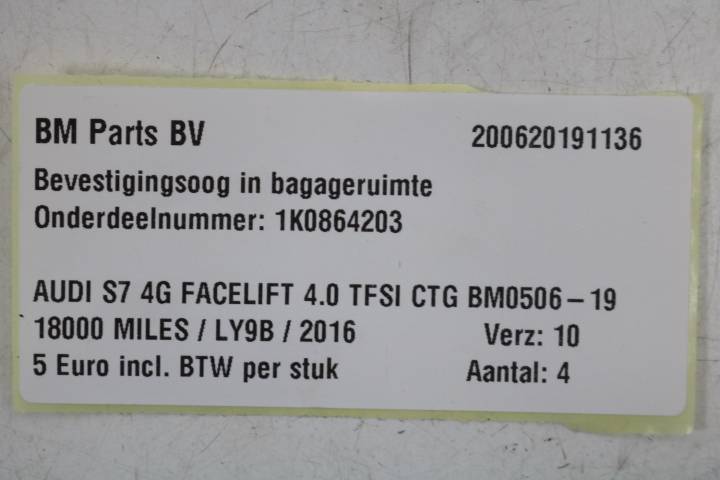 BM Parts BV 200620191136
Bevestigingsoog in bagageruimte
Onderdeelnummer: 1K0864203
AUDI S7 4G FACELIFT 4.0 TFSI CTG BM0506-19
18000 MILES / LY9B / 2016 Verz: 10
5 Euro incl. BTW per stuk Aantal: 4